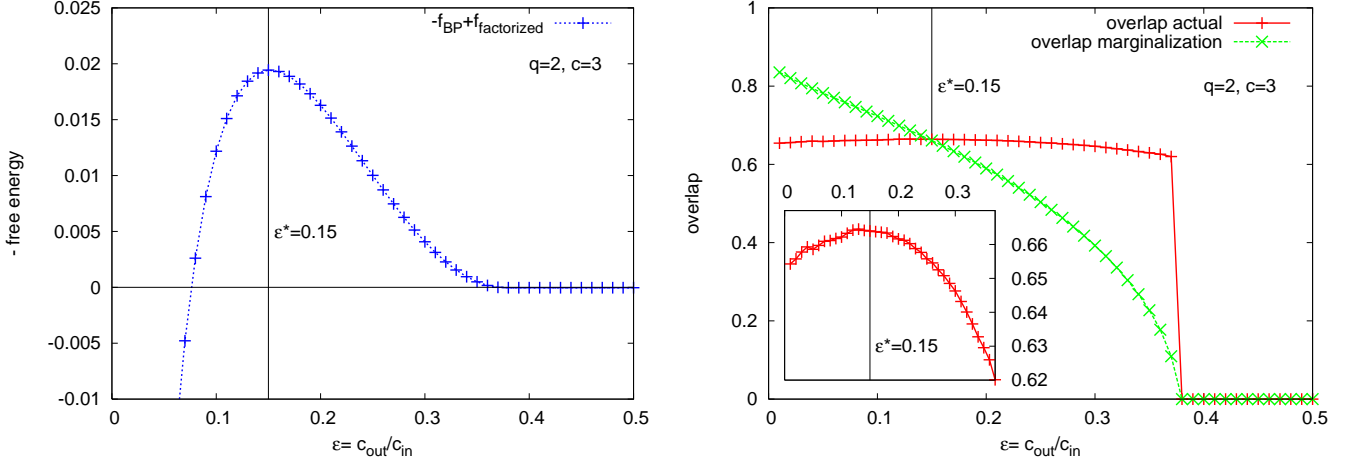 0.025
0.02
0.015
0.01
0.005
0
-0.005
-0.01
- free energy
-f_BP+f_factorized
q=2, c=3
ε*=0.15
0 0.1 0.2 0.3 0.4 0.5
ε= c_out/c_in
1
0.8
0.6
0.4
0.2
0
overlap
overlap actual
overlap marginalization
ε*=0.15
q=2, c=3
0 0.1 0.2 0.3
0.66
0.65
0.64
0.63
0.62
ε*=0.15
0 0.1 0.2 0.3 0.4 0.5
ε= c_out/c_in